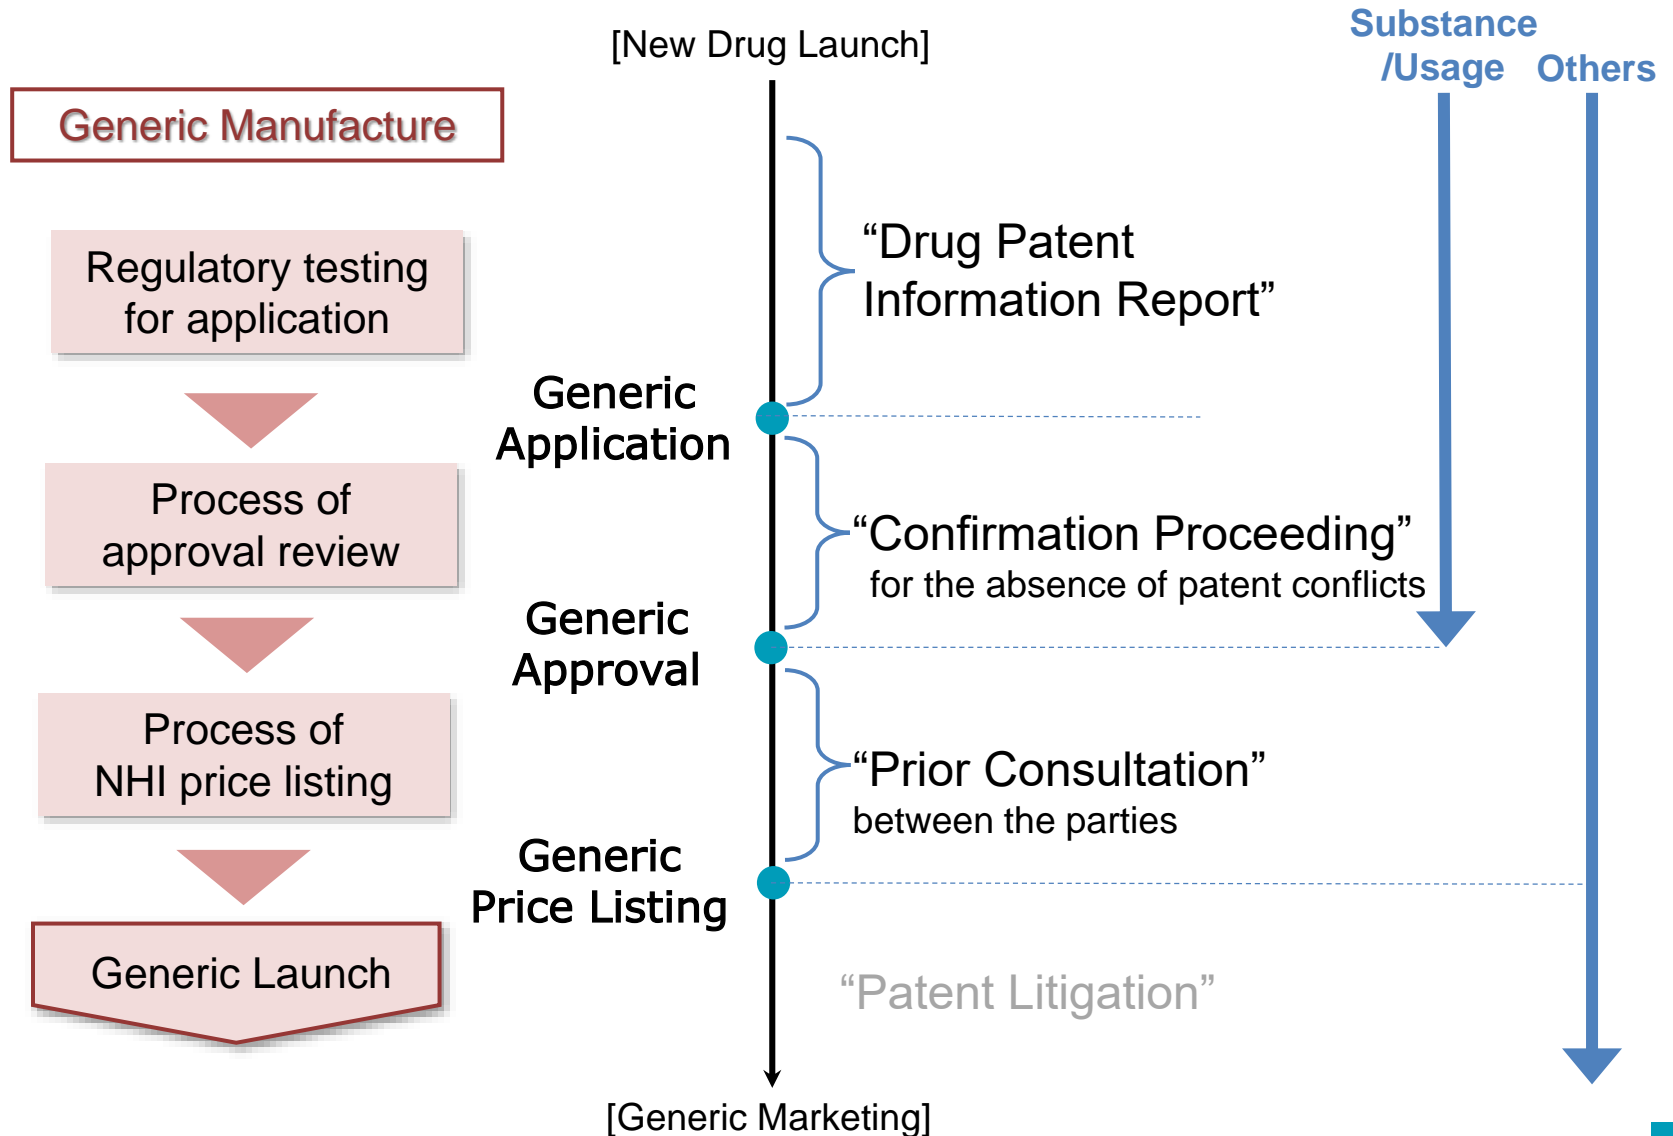 [New Drug Launch]
Substance
/Usage
Others
Generic Manufacture
Regulatory testing
for application
“Drug Patent
Information Report”
Generic
Application
Process of
approval review
“Confirmation Proceeding”
for the absence of patent conflicts
Generic
Approval
Process of
NHI price listing
“Prior Consultation”
between the parties
Generic
Price Listing
Generic Launch
“Patent Litigation”
[Generic Marketing]